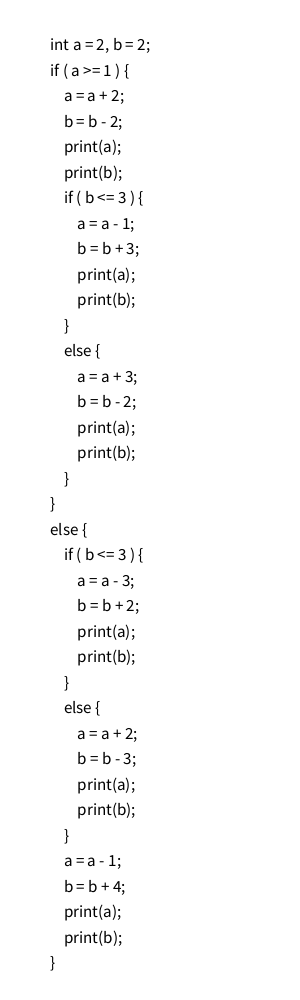 int a = 2, b = 2;
if ( a >= 1 ) {
    a = a + 2;
    b = b - 2;
    print(a);
    print(b);
    if ( b <= 3 ) {
        a = a - 1;
        b = b + 3;
        print(a);
        print(b);
    }
    else {
        a = a + 3;
        b = b - 2;
        print(a);
        print(b);
    }
}
else {
    if ( b <= 3 ) {
        a = a - 3;
        b = b + 2;
        print(a);
        print(b);
    }
    else {
        a = a + 2;
        b = b - 3;
        print(a);
        print(b);
    }
    a = a - 1;
    b = b + 4;
    print(a);
    print(b);
}